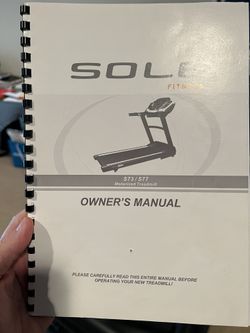 SOLE
FITNESS
S73 / S77
Motorized Treadmill
OWNER'S MANUAL
PLEASE CAREFULLY READ THIS ENTIRE MANUAL BEFORE
OPERATING YOUR NEW TREADMILL!